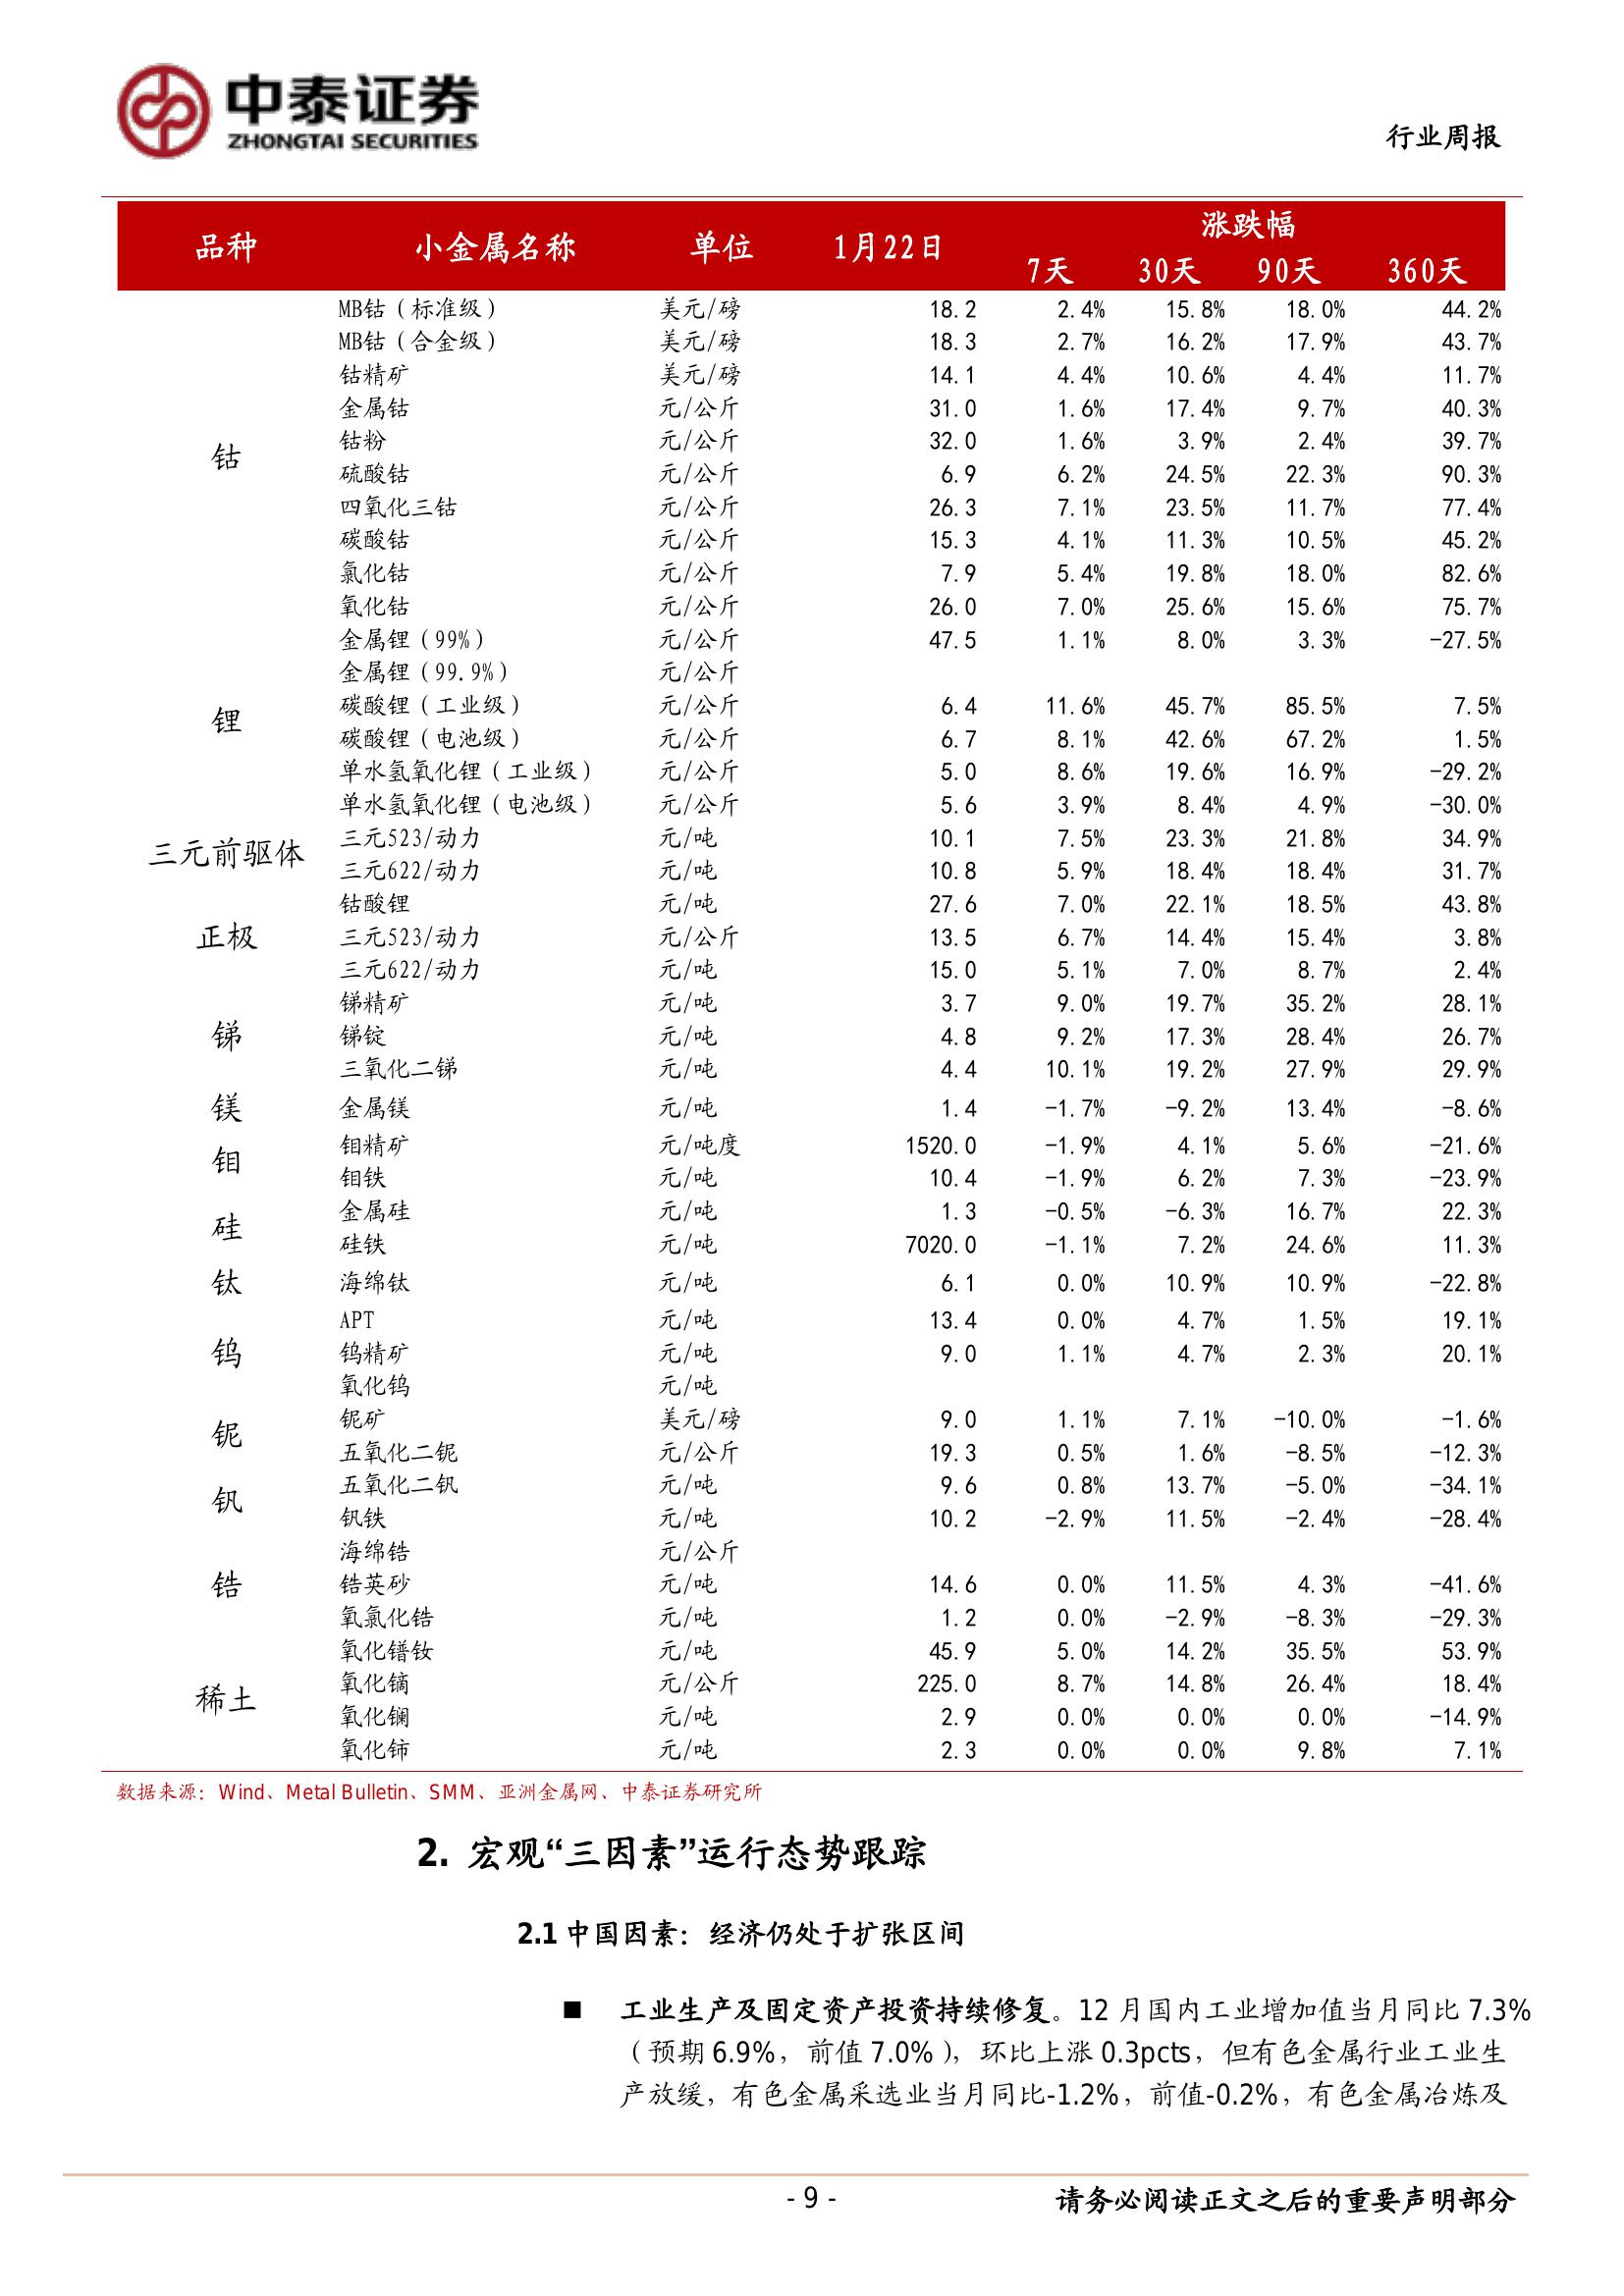 中泰证券
ZHONGTAI SECURITIES
行业周报
品种 小金属名称 单位 1月22日 涨跌幅
7天 30天 90天 360天
钴
MB钴（标准级） 美元/磅 18.2 2.4% 15.8% 18.0% 44.2%
MB钴（合金级） 美元/磅 18.3 2.7% 16.2% 17.9% 43.7%
钴精矿 美元/磅 14.1 4.4% 10.6% 4.4% 11.7%
金属钴 元/公斤 31.0 1.6% 17.4% 9.7% 40.3%
钴粉 元/公斤 32.0 1.6% 3.9% 2.4% 39.7%
硫酸钴 元/公斤 6.9 6.2% 24.5% 22.3% 90.3%
四氧化三钴 元/公斤 26.3 7.1% 23.5% 11.7% 77.4%
碳酸钴 元/公斤 15.3 4.1% 11.3% 10.5% 45.2%
氯化钴 元/公斤 7.9 5.4% 19.8% 18.0% 82.6%
氧化钴 元/公斤 26.0 7.0% 25.6% 15.6% 75.7%
锂
金属锂（99%） 元/公斤 47.5 1.1% 8.0% 3.3% -27.5%
金属锂（99.9%） 元/公斤
碳酸锂（工业级） 元/公斤 6.4 11.6% 45.7% 85.5% 7.5%
碳酸锂（电池级） 元/公斤 6.7 8.1% 42.6% 67.2% 1.5%
单水氢氧化锂（工业级） 元/公斤 5.0 8.6% 19.6% 16.9% -29.2%
单水氢氧化锂（电池级） 元/公斤 5.6 3.9% 8.4% 4.9% -30.0%
三元前驱体
三元523/动力 元/吨 10.1 7.5% 23.3% 21.8% 34.9%
三元622/动力 元/吨 10.8 5.9% 18.4% 18.4% 31.7%
正极
钴酸锂 元/吨 27.6 7.0% 22.1% 18.5% 43.8%
三元523/动力 元/公斤 13.5 6.7% 14.4% 15.4% 3.8%
三元622/动力 元/吨 15.0 5.1% 7.0% 8.7% 2.4%
锑
锑精矿 元/吨 3.7 9.0% 19.7% 35.2% 28.1%
锑锭 元/吨 4.8 9.2% 17.3% 28.4% 26.7%
三氧化二锑 元/吨 4.4 10.1% 19.2% 27.9% 29.9%
镁 金属镁 元/吨 1.4 -1.7% -9.2% 13.4% -8.6%
钼
钼精矿 元/吨度 1520.0 -1.9% 4.1% 5.6% -21.6%
钼铁 元/吨 10.4 -1.9% 6.2% 7.3% -23.9%
硅
金属硅 元/吨 1.3 -0.5% -6.3% 16.7% 22.3%
硅铁 元/吨 7020.0 -1.1% 7.2% 24.6% 11.3%
钛 海绵钛 元/吨 6.1 0.0% 10.9% 10.9% -22.8%
钨
APT 元/吨 13.4 0.0% 4.7% 1.5% 19.1%
钨精矿 元/吨 9.0 1.1% 4.7% 2.3% 20.1%
氧化钨 元/吨
铌
铌矿 美元/磅 9.0 1.1% 7.1% -10.0% -1.6%
五氧化二铌 元/公斤 19.3 0.5% 1.6% -8.5% -12.3%
钒
五氧化二钒 元/吨 9.6 0.8% 13.7% -5.0% -34.1%
钒铁 元/吨 10.2 -2.9% 11.5% -2.4% -28.4%
锆
海绵锆 元/公斤
锆英砂 元/吨 14.6 0.0% 11.5% 4.3% -41.6%
氧氯化锆 元/吨 1.2 0.0% -2.9% -8.3% -29.3%
稀土
氧化镨钕 元/吨 45.9 5.0% 14.2% 35.5% 53.9%
氧化镝 元/公斤 225.0 8.7% 14.8% 26.4% 18.4%
氧化镧 元/吨 2.9 0.0% 0.0% 0.0% -14.9%
氧化铈 元/吨 2.3 0.0% 0.0% 9.8% 7.1%
数据来源：Wind、Metal Bulletin、SMM、亚洲金属网、中泰证券研究所
2. 宏观“三因素”运行态势跟踪
2.1 中国因素：经济仍处于扩张区间
■ 工业生产及固定资产投资持续修复。12 月国内工业增加值当月同比 7.3%
（预期 6.9%，前值 7.0%），环比上涨 0.3pcts，但有色金属行业工业生
产放缓，有色金属采选业当月同比-1.2%，前值-0.2%，有色金属冶炼及
- 9 -
请务必阅读正文之后的重要声明部分